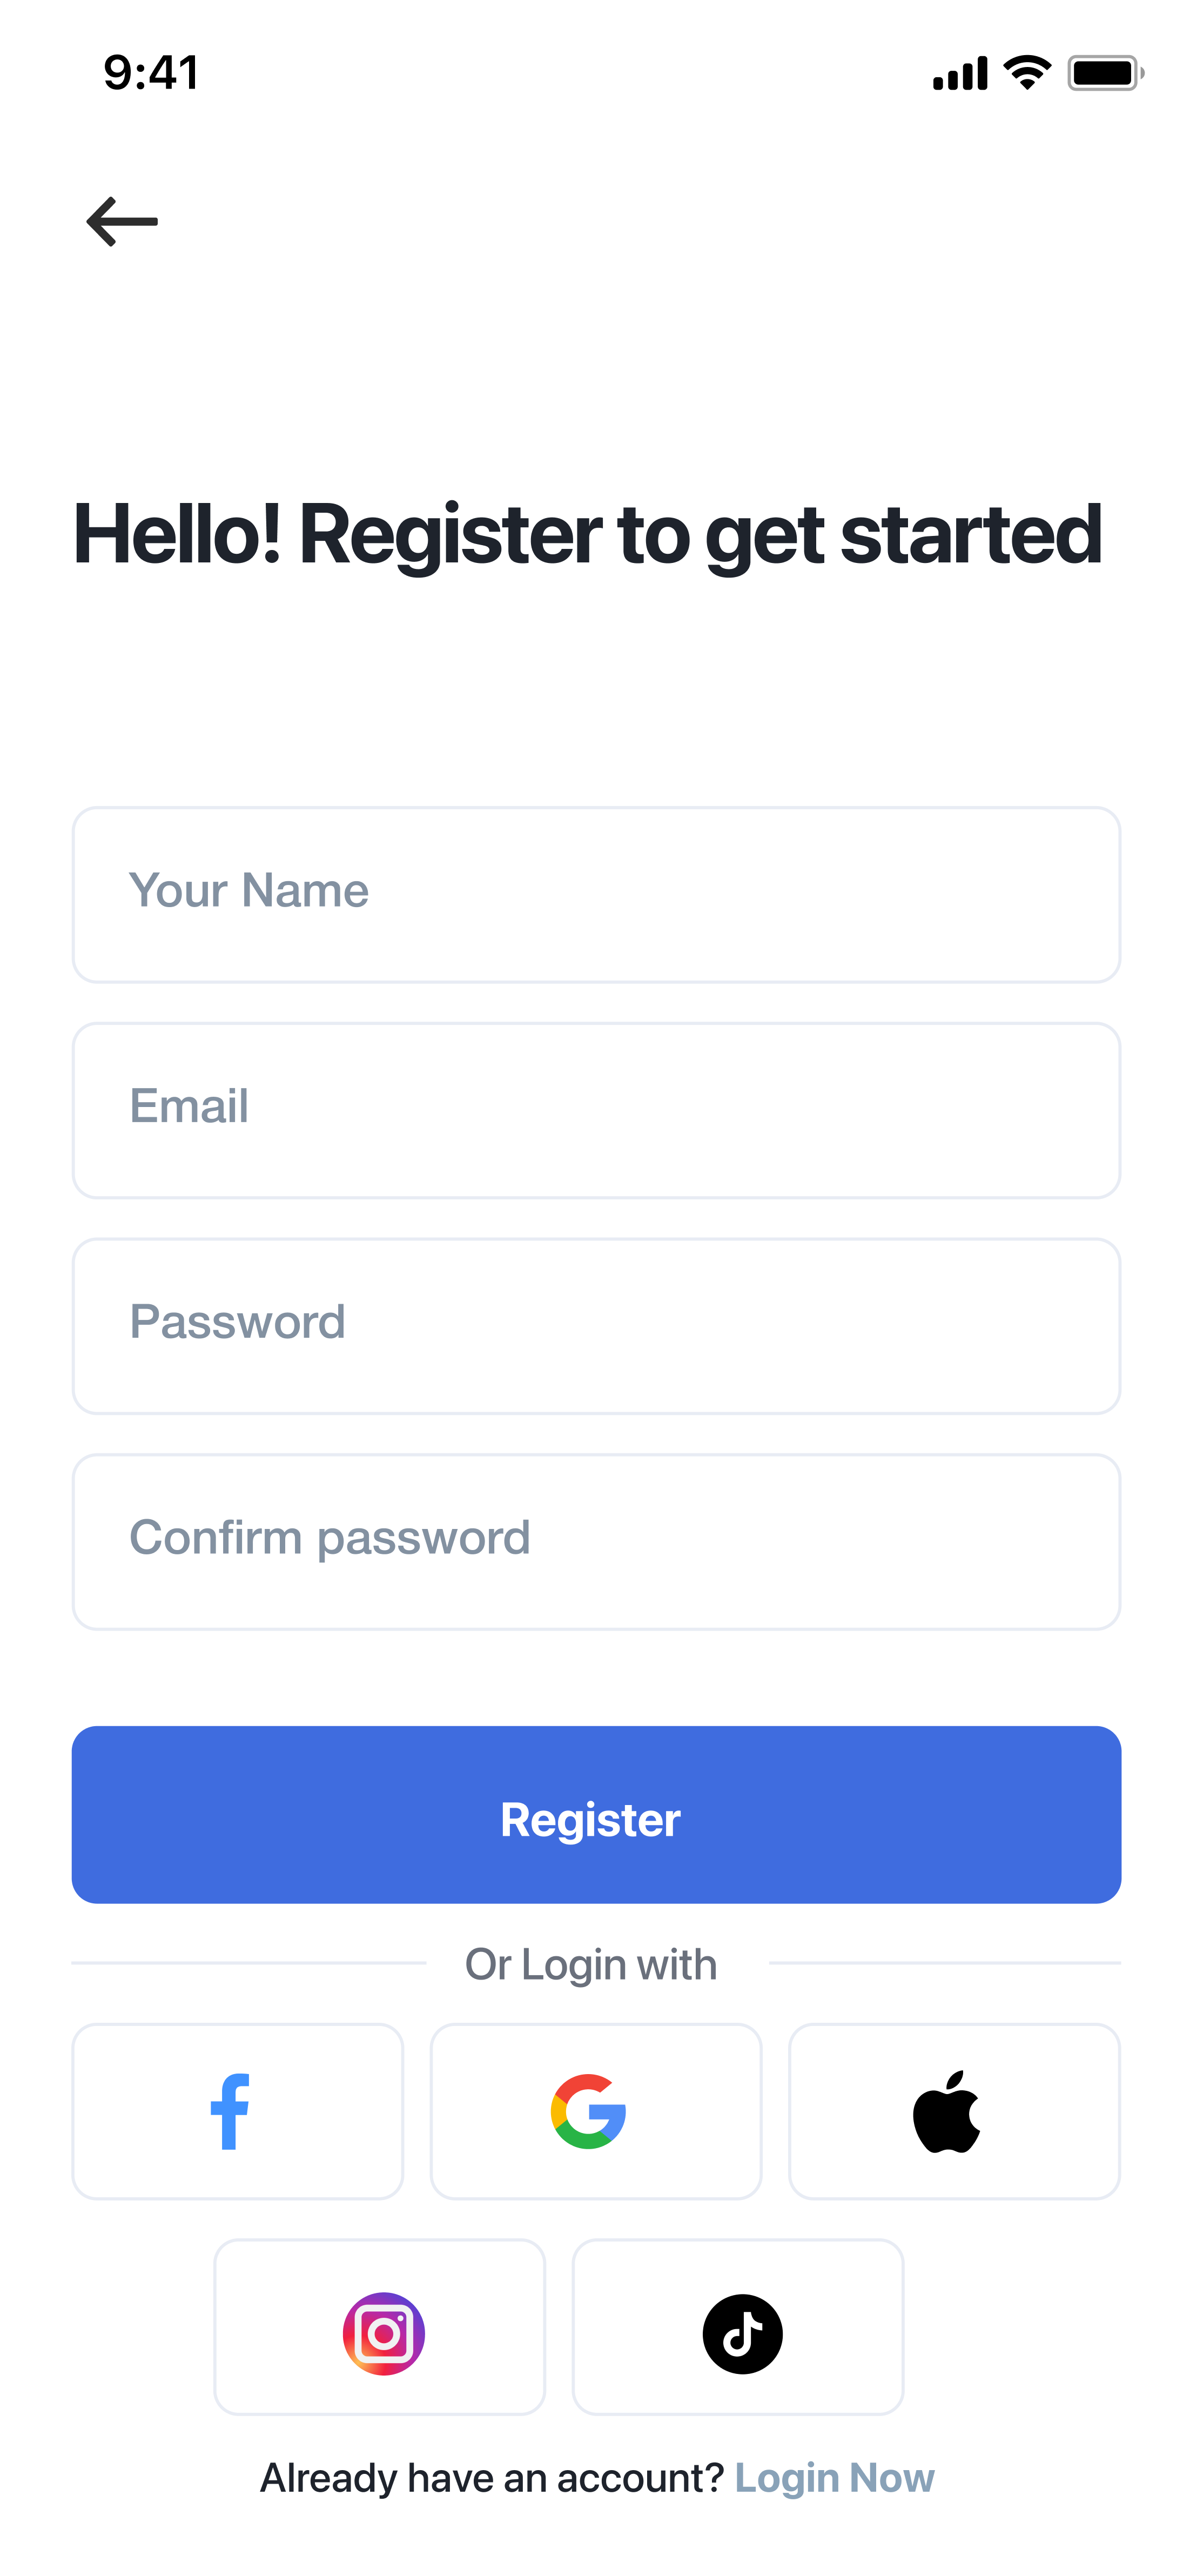 9:41
Hello! Register to get started
Your Name
Email
Password
Confirm password
Register
Or Login with
Already have an account? Login Now